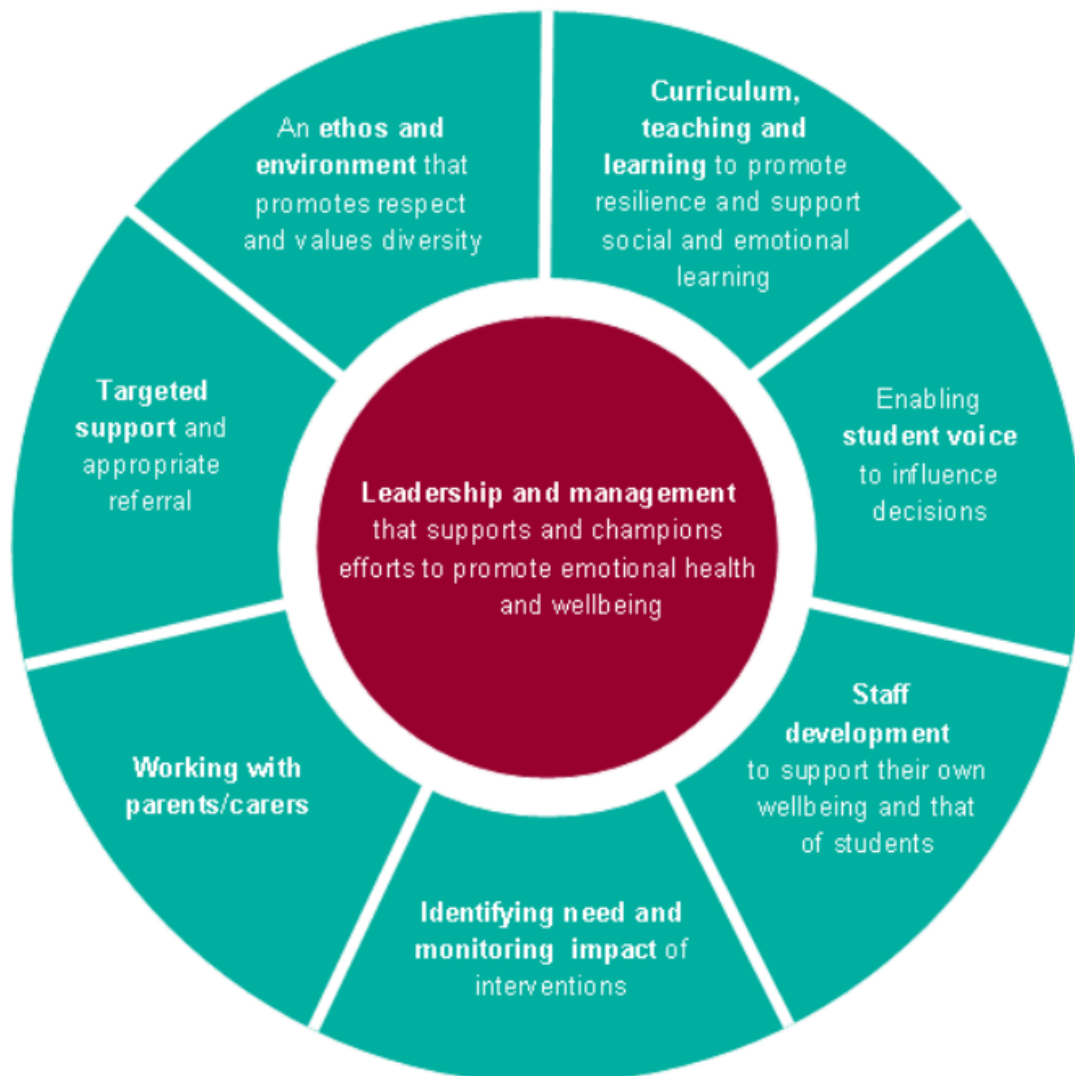 Curriculum,
teaching and
learning to promote
resilience and support
social and emotional
learning
Enabling
student voice
to influence
decisions
Staff
development
to support their own
wellbeing and that
of students
Identifying need and
monitoring impact of
interventions
Working with
parents/carers
Targeted
support and
appropriate
referral
An ethos and
environment that
promotes respect
and values diversity
Leadership and management
that supports and champions
efforts to promote emotional health
and wellbeing